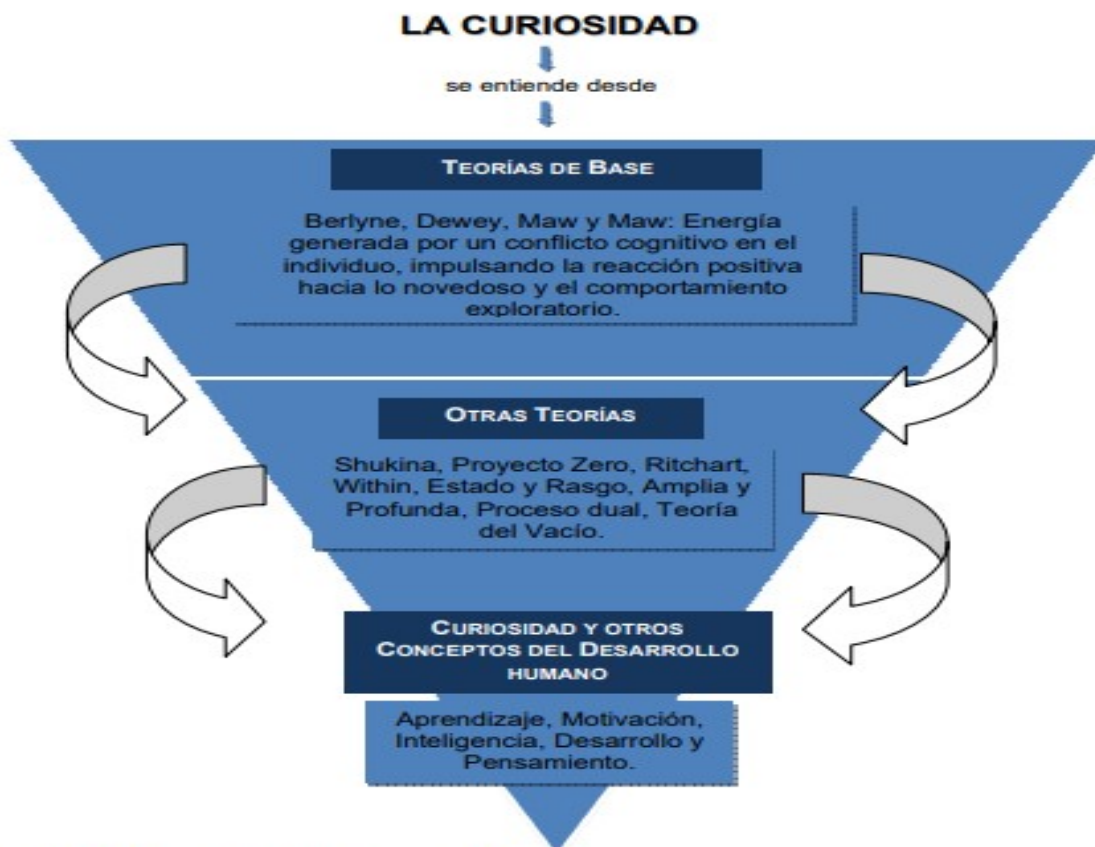 LA CURIOSIDAD
se entiende desde
TEORÍAS DE BASE
Berlyne, Dewey, Maw y Maw: Energía
generada por un conflicto cognitivo en el
individuo, impulsando la reacción positiva
hacia lo novedoso y el comportamiento
exploratorio.
OTRAS TEORÍAS
Shukina, Proyecto Zero, Ritchart,
Within, Estado y Rasgo, Amplia y
Profunda, Proceso dual, Teoría
del Vacío.
CURIOSIDAD Y OTROS
CONCEPTOS DEL DESARROLLO
HUMANO
Aprendizaje, Motivación,
Inteligencia, Desarrollo y
Pensamiento.